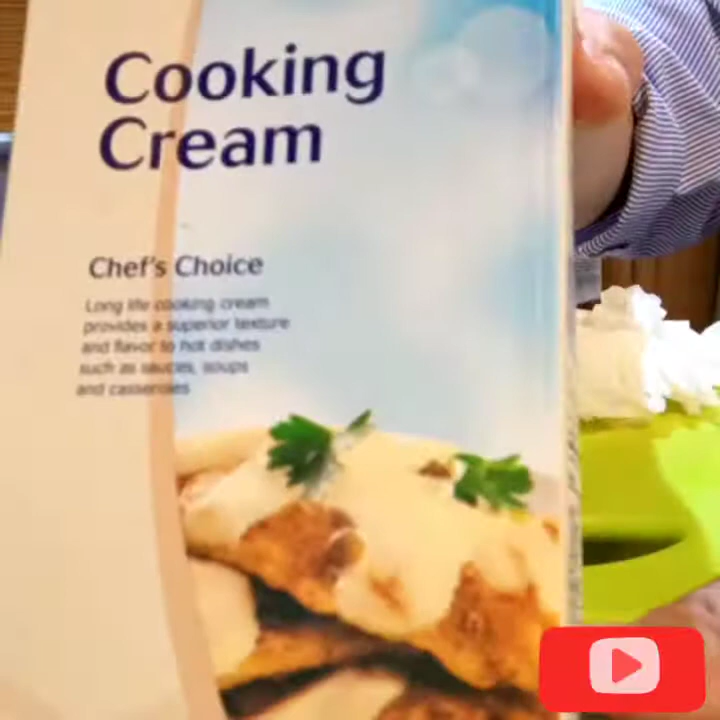 Cooking
Cream
Chef's Choice
Long life cooking cream
provides a superior texture
and flavor to hot dishes
such as sauces, soups
and casseroles